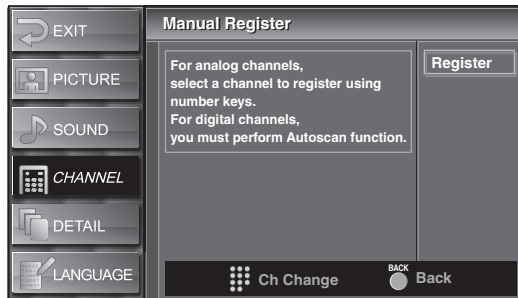 EXIT
PICTURE
SOUND
CHANNEL
DETAIL
LANGUAGE
Manual Register
For analog channels,
select a channel to register using
number keys.
For digital channels,
you must perform Autoscan function.
Register
Ch Change
BACK
Back